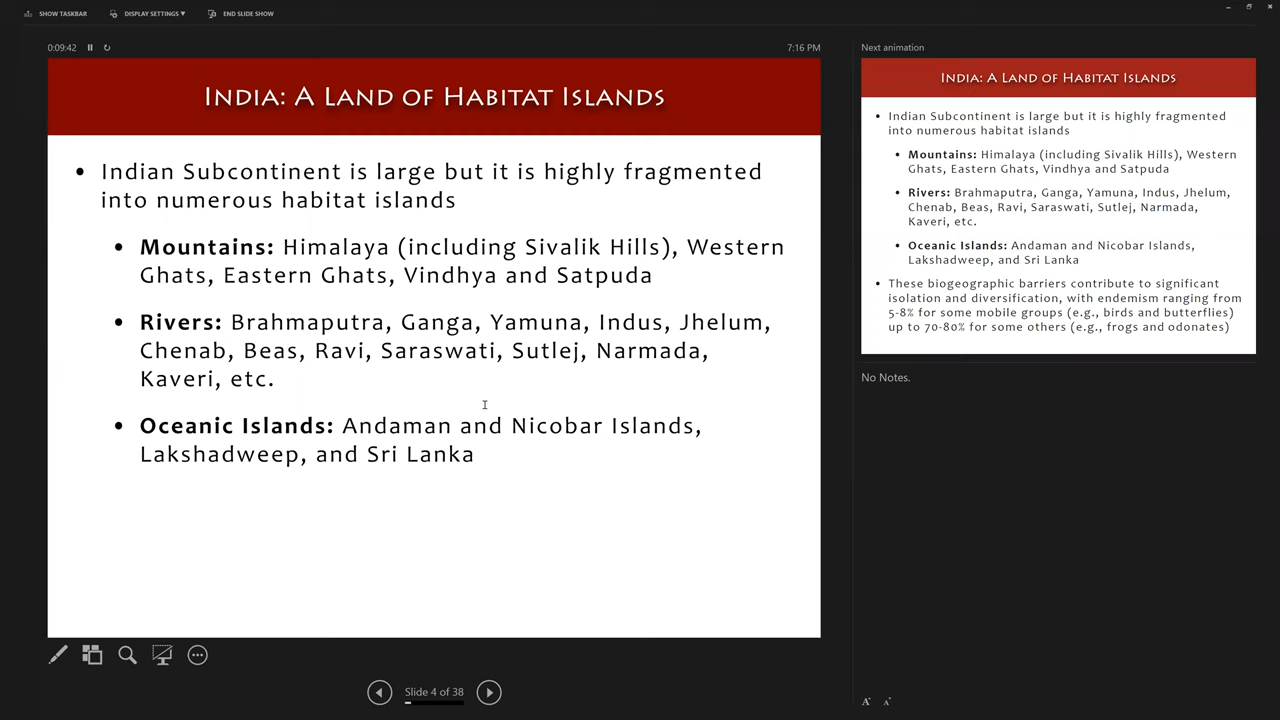 SHOW TASKBAR DISPLAY SETTINGS ▼ END SLIDE SHOW
0:09:42
7:16 PM
INDIA: A LAND OF HABITAT ISLANDS
• Indian Subcontinent is large but it is highly fragmented
into numerous habitat islands
• Mountains: Himalaya (including Sivalik Hills), Western
Ghats, Eastern Ghats, Vindhya and Satpuda
• Rivers: Brahmaputra, Ganga, Yamuna, Indus, Jhelum,
Chenab, Beas, Ravi, Saraswati, Sutlej, Narmada,
Kaveri, etc.
• Oceanic Islands: Andaman and Nicobar Islands,
Lakshadweep, and Sri Lanka
Slide 4 of 38
Next animation
INDIA: A LAND OF HABITAT ISLANDS
• Indian Subcontinent is large but it is highly fragmented
into numerous habitat islands
• Mountains: Himalaya (including Sivalik Hills), Western
Ghats, Eastern Ghats, Vindhya and Satpuda
• Rivers: Brahmaputra, Ganga, Yamuna, Indus, Jhelum,
Chenab, Beas, Ravi, Saraswati, Sutlej, Narmada,
Kaveri, etc.
• Oceanic Islands: Andaman and Nicobar Islands,
Lakshadweep, and Sri Lanka
• These biogeographic barriers contribute to significant
isolation and diversification, with endemism ranging from
5-8% for some mobile groups (e.g., birds and butterflies)
up to 70-80% for some others (e.g., frogs and odonates)
No Notes.
A A